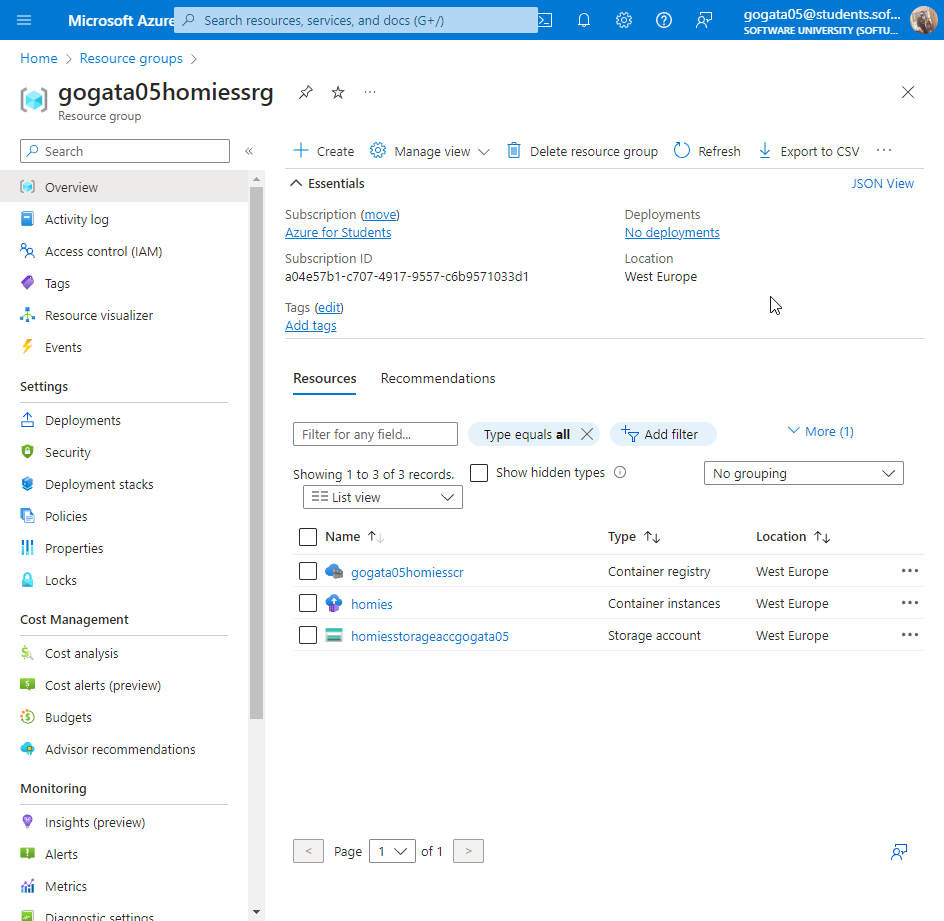 Microsoft Azure
Search resources, services, and docs (G+/)
gogata05@students.sof...
SOFTWARE UNIVERSITY (SOFTU...
Home > Resource groups >
gogata05homiessrg
Resource group
Search
«
Create
Manage view
Delete resource group
Refresh
Export to CSV
Overview
Activity log
Access control (IAM)
Tags
Resource visualizer
Events
Settings
Deployments
Security
Deployment stacks
Policies
Properties
Locks
Cost Management
Cost analysis
Cost alerts (preview)
Budgets
Advisor recommendations
Monitoring
Insights (preview)
Alerts
Metrics
Diagnostic settings
Essentials
JSON View
Subscription (move)
Azure for Students
Subscription ID
a04e57b1-c707-4917-9557-c6b9571033d1
Tags (edit)
Add tags
Deployments
No deployments
Location
West Europe
Resources
Recommendations
Filter for any field...
Type equals all
Add filter
More (1)
Showing 1 to 3 of 3 records.
Show hidden types
No grouping
List view
Name Type Location
gogata05homiesscr Container registry West Europe
homies Container instances West Europe
homiesstorageaccgogata05 Storage account West Europe
< Page 1 of 1 >